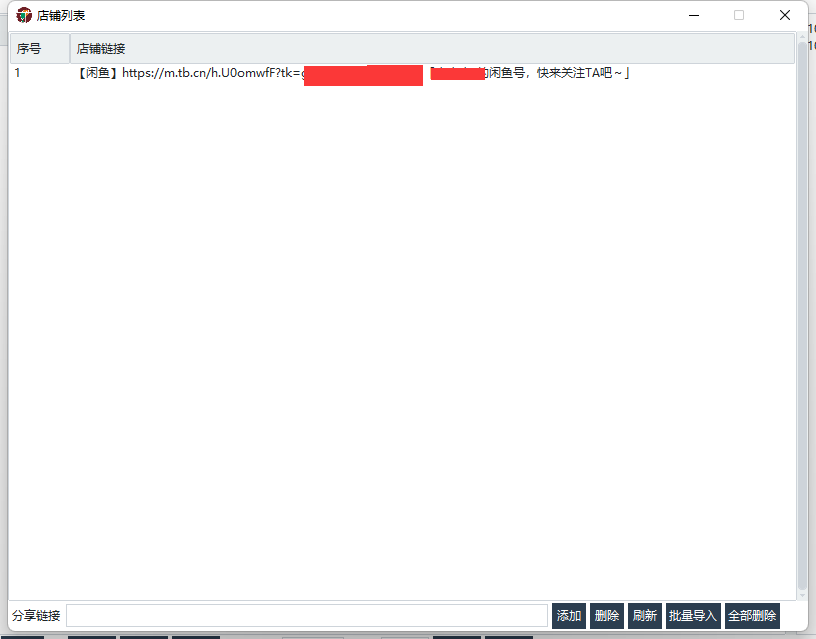 店铺列表
序号 店铺链接
1 【闲鱼】https://m.tb.cn/h.U0omwfF?tk= 的闲鱼号，快来关注TA吧～」
分享链接 添加 删除 刷新 批量导入 全部删除